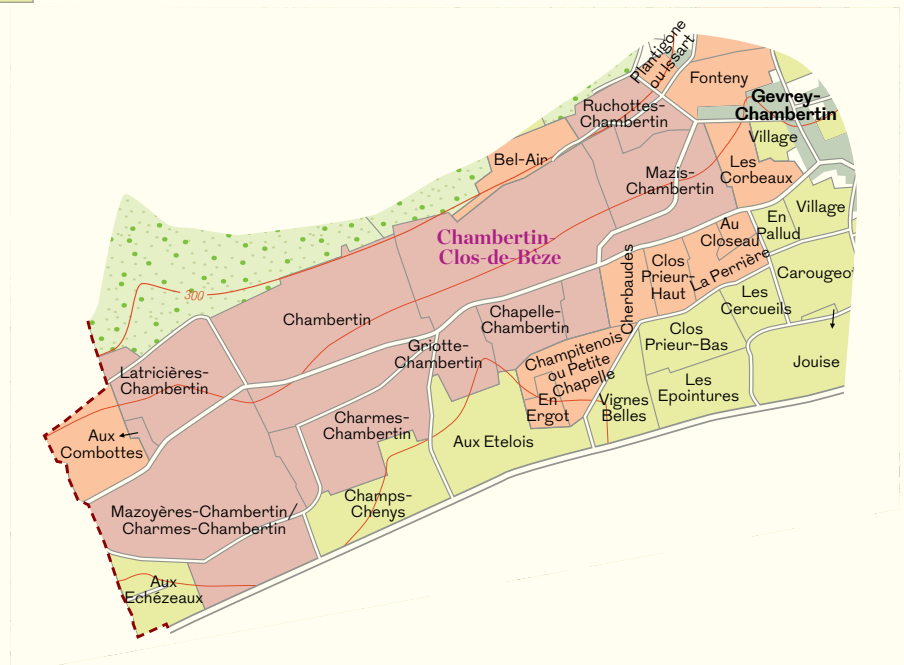 Plantigone
ou Issart
Fonteny
Gevrey-
Chambertin
Ruchottes-
Chambertin
Village
Bel-Air
Les
Corbeaux
Mazis-
Chambertin
Village
En
Pallud
Au
Closeau
Chambertin-
Clos-de-Bèze
Cherbaudes
Clos
Prieur-
Haut
La Perrière
Carougeot
Les
Cercueils
300
Chambertin
Chapelle-
Chambertin
Clos
Prieur-Bas
Griotte-
Chambertin
Champitenois
ou Petite
Chapelle
Jouise
Latricières-
Chambertin
Les
Epointures
En
Ergot
Vignes
Belles
Charmes-
Chambertin
Aux
Combottes
Aux Etelois
Champs-
Chenys
Mazoyères-Chambertin/
Charmes-Chambertin
Aux
Echézeaux